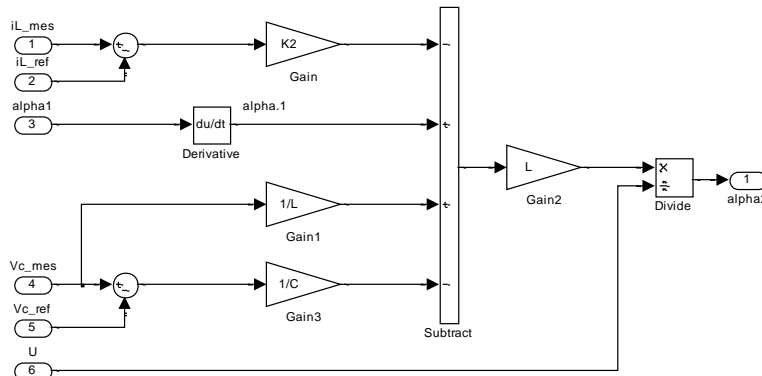 iL_mes
1
iL_ref
2
K2
Gain
alpha1
3
du/dt
Derivative
alpha.1
1/L
Gain1
Vc_mes
4
Vc_ref
5
1/C
Gain3
Subtract
L
Gain2
×
÷
Divide
1
U
6